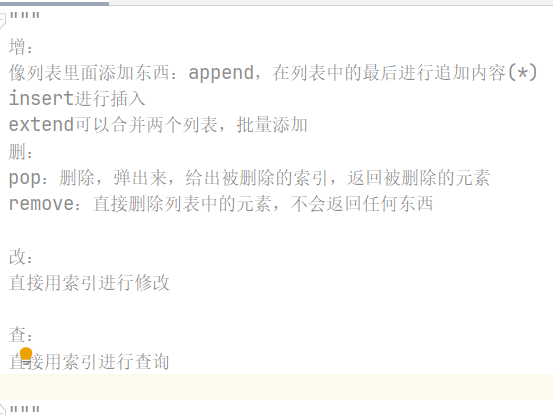 """
增：
像列表里面添加东西：append，在列表中的最后进行追加内容(*)
insert进行插入
extend可以合并两个列表，批量添加
删：
pop：删除，弹出来，给出被删除的索引，返回被删除的元素
remove：直接删除列表中的元素，不会返回任何东西
改：
直接用索引进行修改
查：
直接用索引进行查询
"""